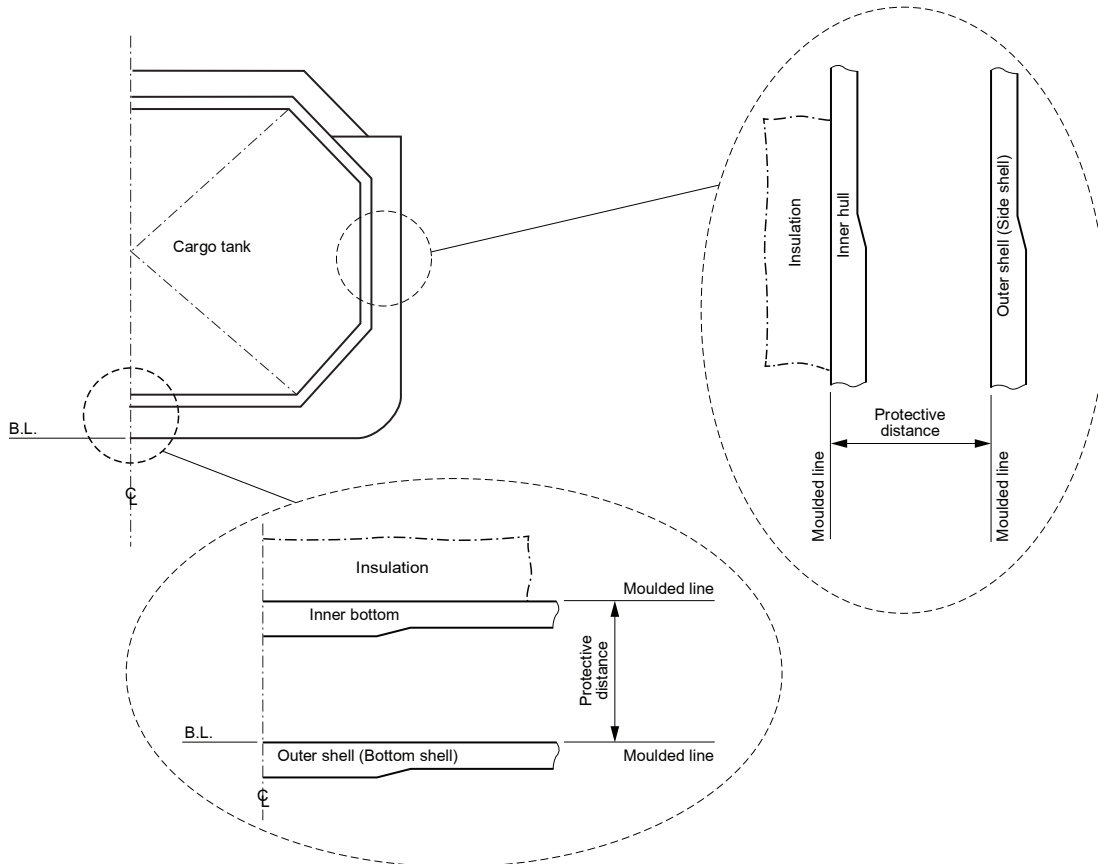 Cargo tank
B.L.
℄
Insulation
Inner hull
Outer shell (Side shell)
Protective
distance
Moulded line
Moulded line
Insulation
Moulded line
Inner bottom
Protective
distance
B.L.
Outer shell (Bottom shell)
Moulded line
℄